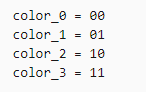 color_0 = 00
color_1 = 01
color_2 = 10
color_3 = 11